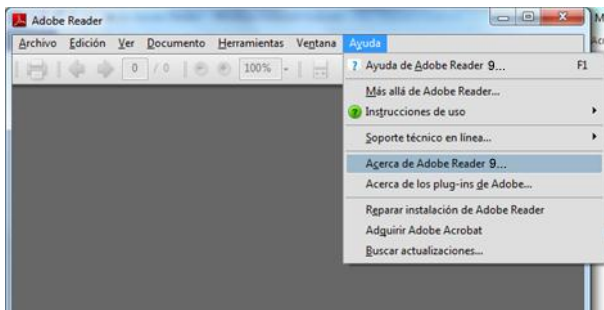 Adobe Reader
Archivo Edición Ver Documento Herramientas Ventana Ayuda
0 / 0 100%
? Ayuda de Adobe Reader 9... F1
Más allá de Adobe Reader...
? Instrucciones de uso
Soporte técnico en línea...
Acerca de Adobe Reader 9...
Acerca de los plug-ins de Adobe...
Reparar instalación de Adobe Reader
Adquirir Adobe Acrobat
Buscar actualizaciones...